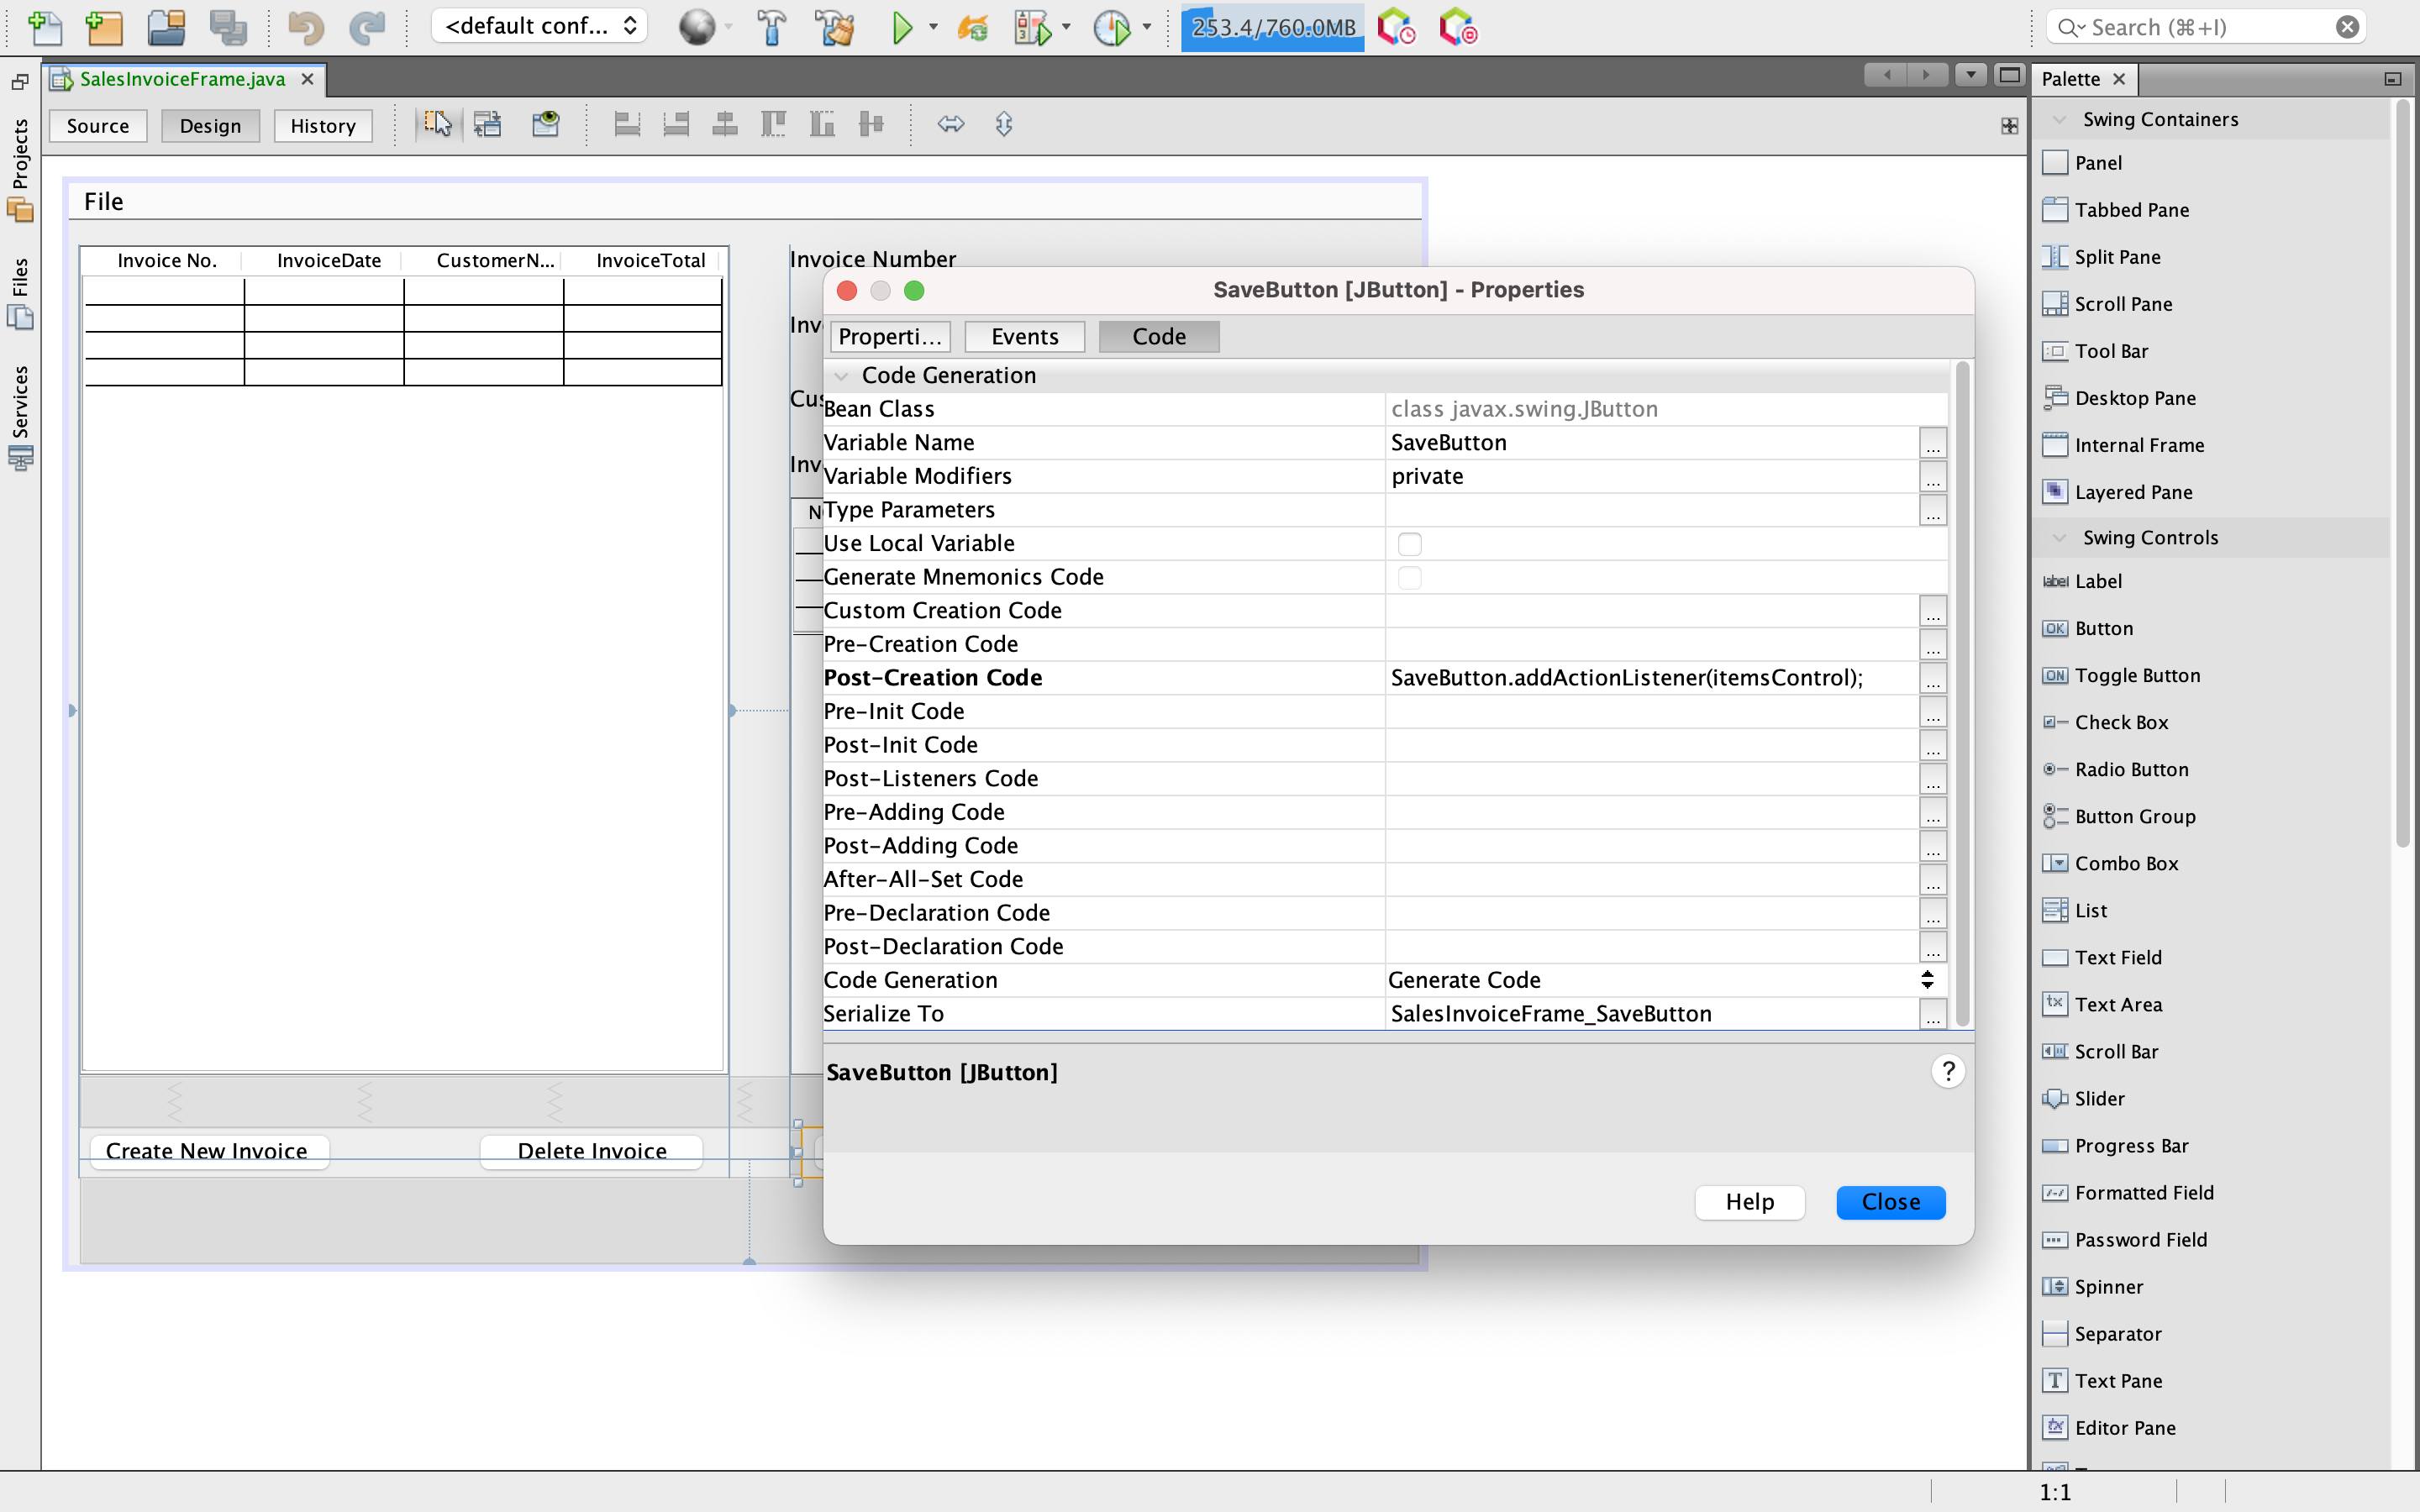 <default conf...
253.4/760.0MB
Search (⌘+I)
SalesInvoiceFrame.java
Source
Design
History
Projects
Files
Services
File
Invoice No.
InvoiceDate
CustomerN...
InvoiceTotal
Invoice Number
Create New Invoice
Delete Invoice
SaveButton [JButton] - Properties
Properti...
Events
Code
Code Generation
Bean Class
class javax.swing.JButton
Variable Name
SaveButton
...
Variable Modifiers
private
...
Type Parameters
...
Use Local Variable
Generate Mnemonics Code
Custom Creation Code
...
Pre-Creation Code
...
Post-Creation Code
SaveButton.addActionListener(itemsControl);
...
Pre-Init Code
...
Post-Init Code
...
Post-Listeners Code
...
Pre-Adding Code
...
Post-Adding Code
...
After-All-Set Code
...
Pre-Declaration Code
...
Post-Declaration Code
...
Code Generation
Generate Code
Serialize To
SalesInvoiceFrame_SaveButton
...
SaveButton [JButton]
?
Help
Close
Palette
Swing Containers
Panel
Tabbed Pane
Split Pane
Scroll Pane
Tool Bar
Desktop Pane
Internal Frame
Layered Pane
Swing Controls
label
Label
OK
Button
ON
Toggle Button
Check Box
Radio Button
Button Group
Combo Box
List
Text Field
Text Area
Scroll Bar
Slider
Progress Bar
Formatted Field
Password Field
Spinner
Separator
Text Pane
Editor Pane
1:1